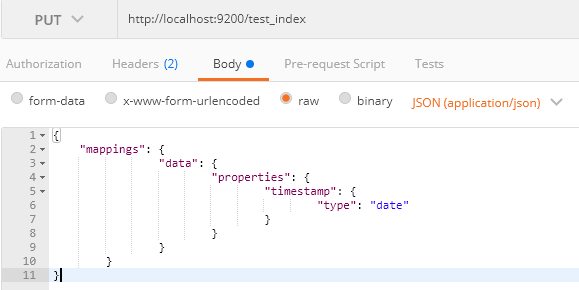 PUT http://localhost:9200/test_index
Authorization Headers (2) Body Pre-request Script Tests
form-data x-www-form-urlencoded raw binary JSON (application/json)
1 {
2 "mappings": {
3 "data": {
4 "properties": {
5 "timestamp": {
6 "type": "date"
7 }
8 }
9 }
10 }
11 }